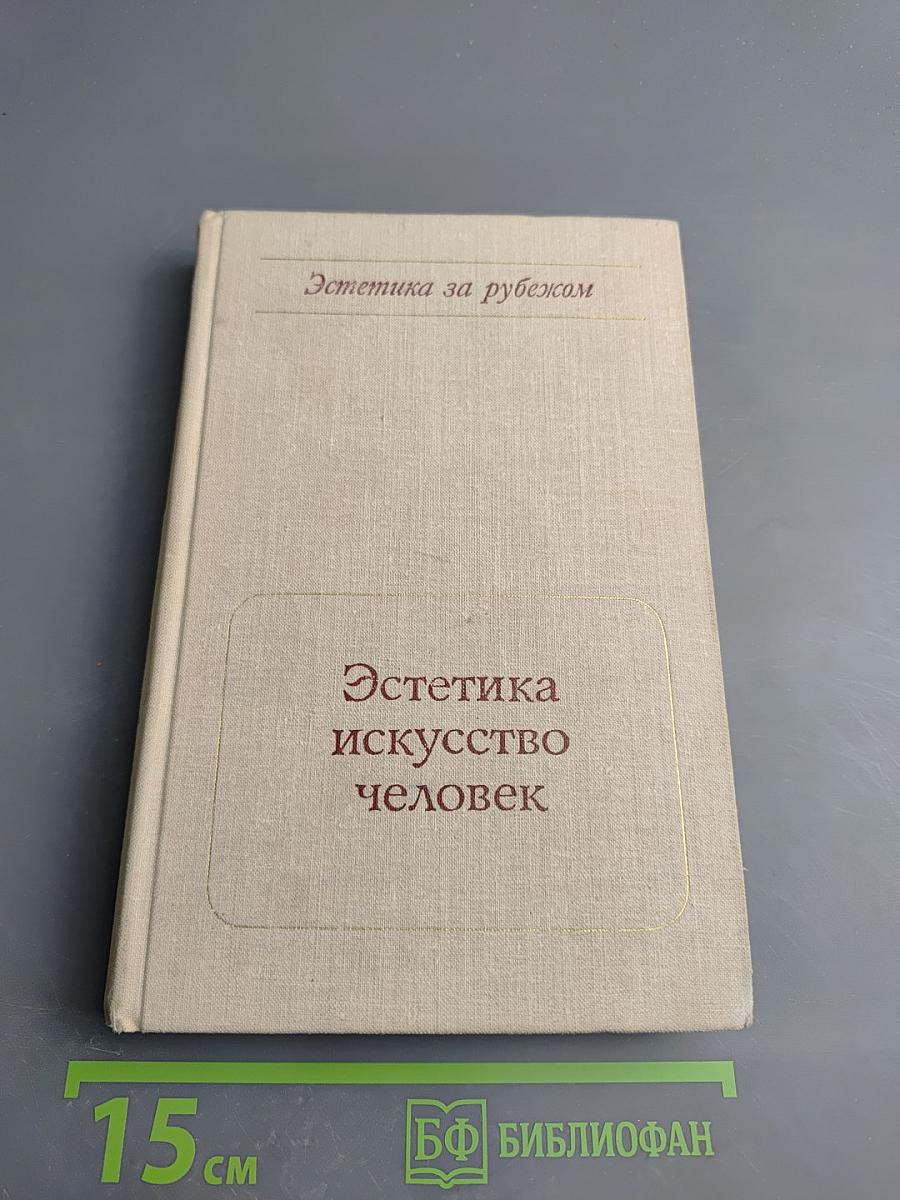 Эстетика за рубежом
Эстетика
искусство
человек
15 см
БФ БИБЛИОФАН